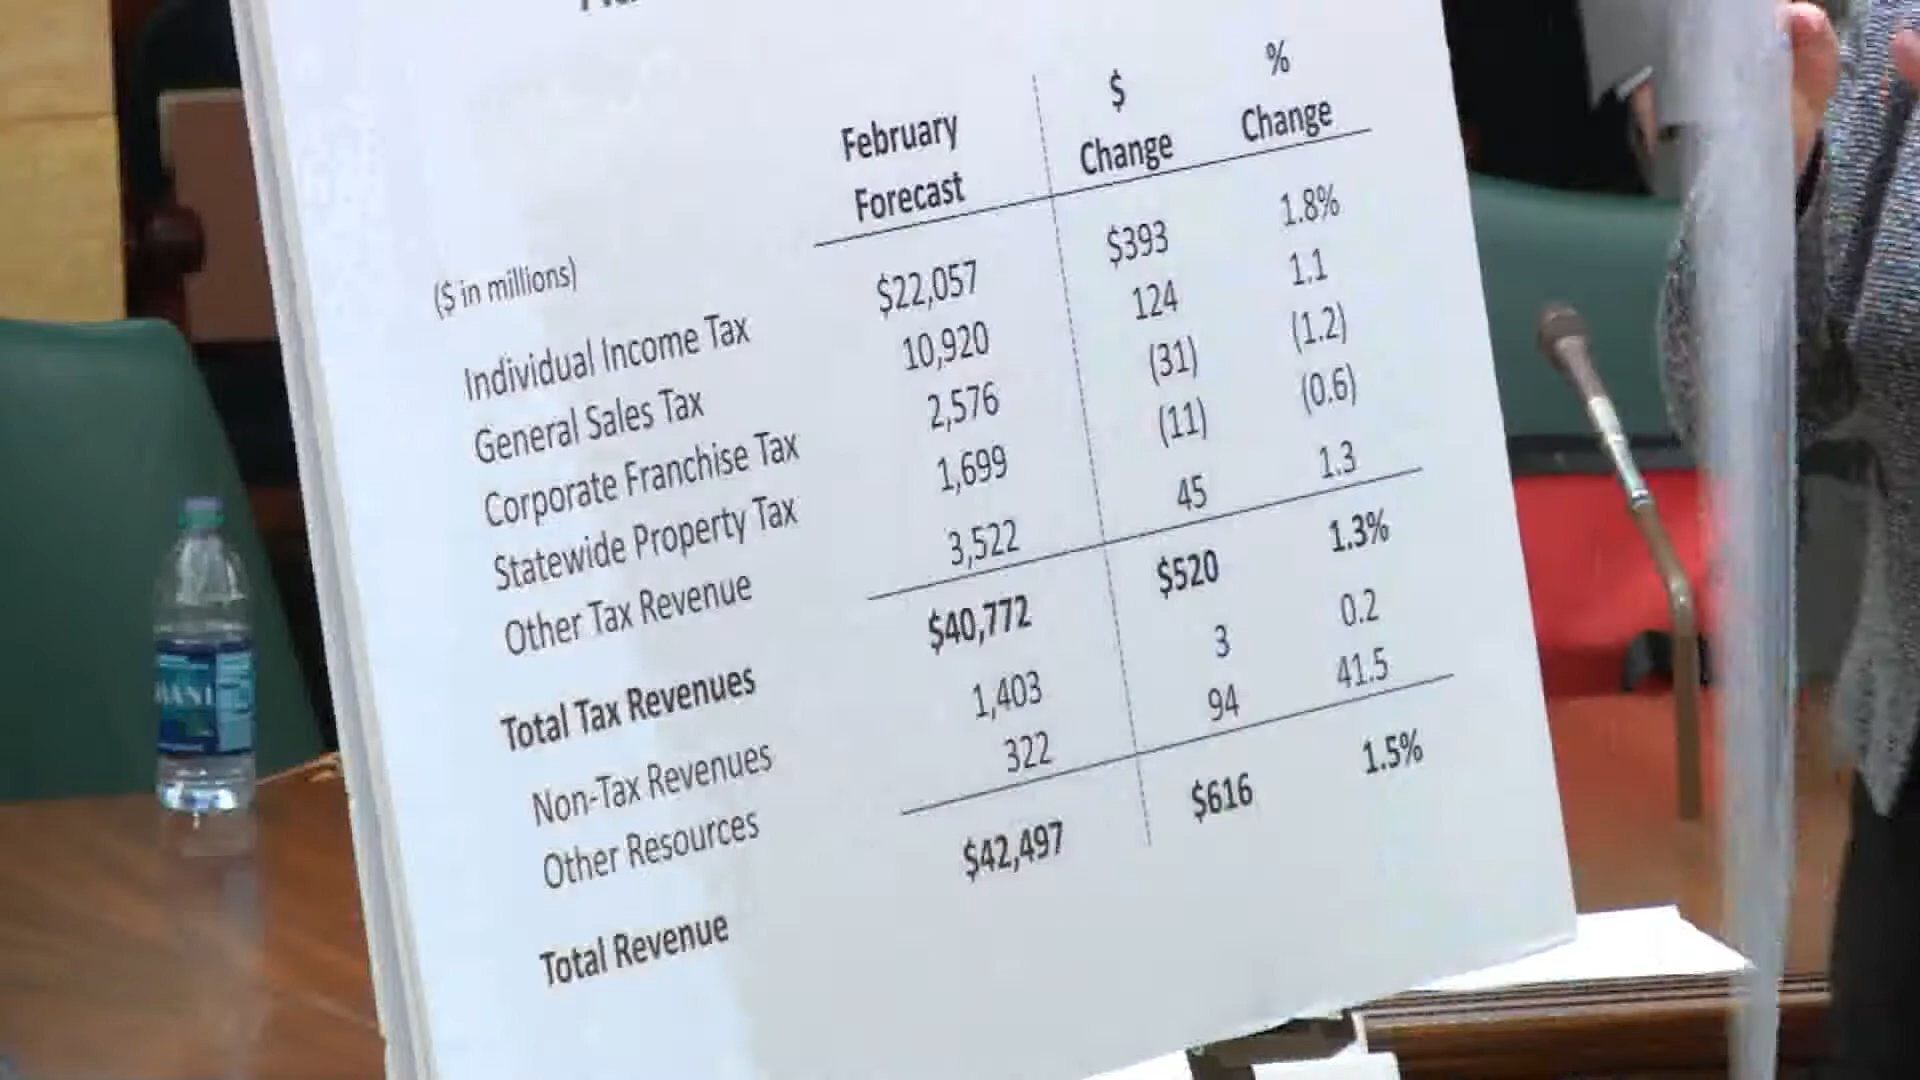 February Forecast $ Change % Change
($ in millions)
Individual Income Tax $22,057 $393 1.8%
General Sales Tax 10,920 124 1.1
Corporate Franchise Tax 2,576 (31) (1.2)
Statewide Property Tax 1,699 (11) (0.6)
Other Tax Revenue 3,522 45 1.3
Total Tax Revenues $40,772 $520 1.3%
Non-Tax Revenues 1,403 3 0.2
Other Resources 322 94 41.5
Total Revenue $42,497 $616 1.5%